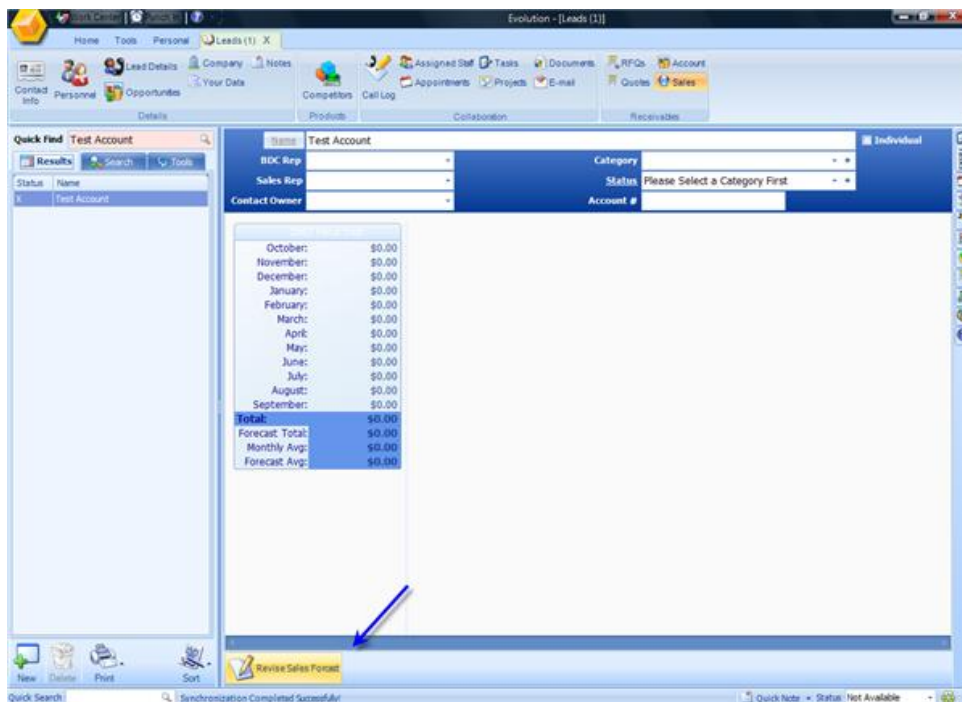 Evolution - [Leads (1)]
Home Tools Personal Leads (1) X
Contact Info
Personnel
Lead Details
Opportunities
Company
Notes
Your Data
Details
Competitors
Products
Call Log
Assigned Staff Tasks Documents
Appointments Projects E-mail
Collaboration
RFQs Account
Quotes Sales
Receivables
Quick Find Test Account
Results Search Tools
Status Name
X Test Account
Name Test Account Individual
BDC Rep Category
Sales Rep Status Please Select a Category First
Contact Owner Account #
October: $0.00
November: $0.00
December: $0.00
January: $0.00
February: $0.00
March: $0.00
April: $0.00
May: $0.00
June: $0.00
July: $0.00
August: $0.00
September: $0.00
Total: $0.00
Forecast Total: $0.00
Monthly Avg: $0.00
Forecast Avg: $0.00
New Delete Print Sort
Revise Sales Forcast
Quick Search Synchronization Completed Successfully! Quick Note Status Not Available